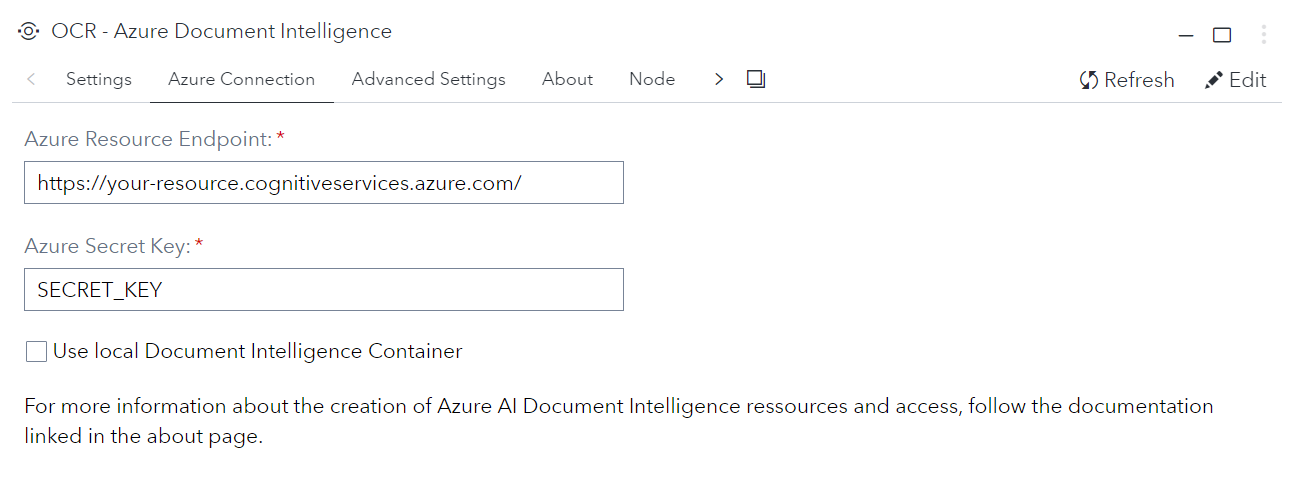 OCR - Azure Document Intelligence
Settings Azure Connection Advanced Settings About Node Refresh Edit
Azure Resource Endpoint: *
https://your-resource.cognitiveservices.azure.com/
Azure Secret Key: *
SECRET_KEY
Use local Document Intelligence Container
For more information about the creation of Azure AI Document Intelligence ressources and access, follow the documentation
linked in the about page.